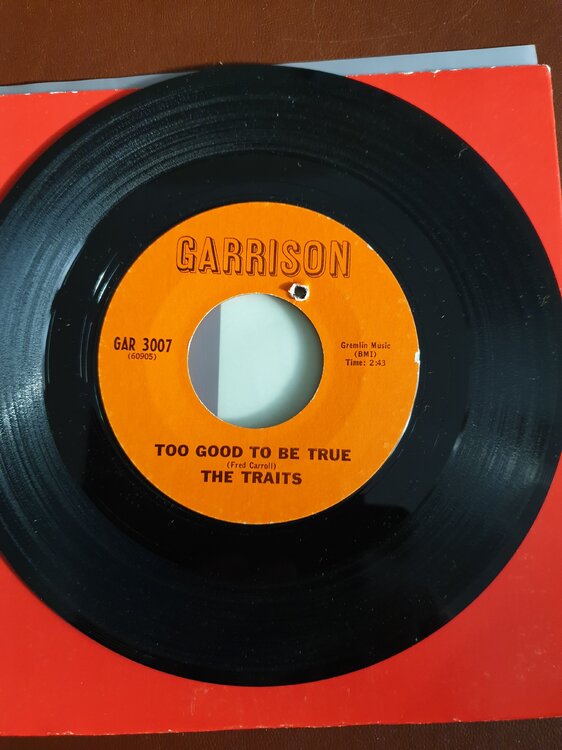 GARRISON
GAR 3007
(60905)
Gremlin Music
(BMI)
Time: 2:43
TOO GOOD TO BE TRUE
(Fred Carroll)
THE TRAITS